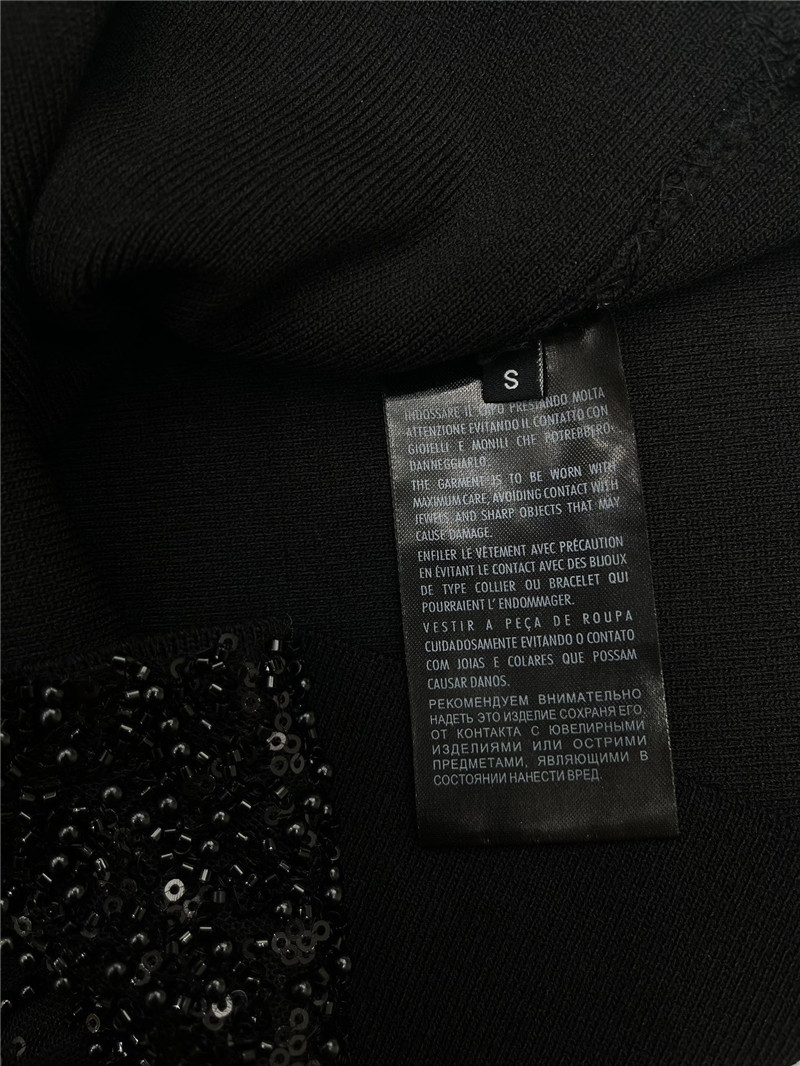 S
INDOSSARE IL CAPO PRESTANDO MOLTA
ATTENZIONE EVITANDO IL CONTATTO CON
GIOIELLI E MONILI CHE POTREBBERO
DANNEGGIARLO.
THE GARMENT IS TO BE WORN WITH
MAXIMUM CARE, AVOIDING CONTACT WITH
JEWELS, AND SHARP OBJECTS THAT MAY
CAUSE DAMAGE.
ENFILER LE VÊTEMENT AVEC PRÉCAUTION
EN ÉVITANT LE CONTACT AVEC DES BIJOUX
DE TYPE COLLIER OU BRACELET QUI
POURRAIENT L' ENDOMMAGER.
VESTIR A PEÇA DE ROUPA
CUIDADOSAMENTE EVITANDO O CONTATO
COM JOIAS E COLARES QUE POSSAM
CAUSAR DANOS.
РЕКОМЕНДУЕМ ВНИМАТЕЛЬНО
НАДЕТЬ ЭТО ИЗДЕЛИЕ СОХРАНЯ ЕГО,
ОТ КОНТАКТА С ЮВЕЛИРНЫМИ
ИЗДЕЛИЯМИ ИЛИ ОСТРИМИ
ПРЕДМЕТАМИ, ЯВЛЯЮЩИМИ В
СОСТОЯНИИ НАНЕСТИ ВРЕД.